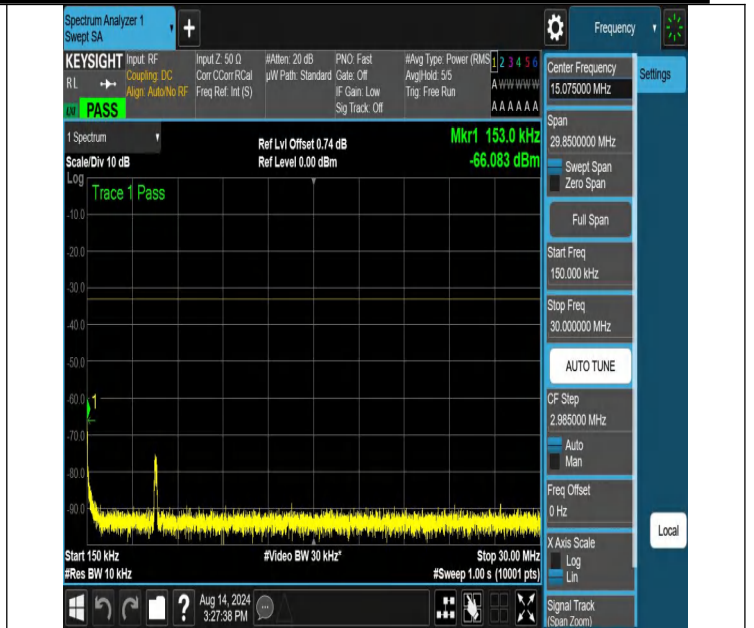 Spectrum Analyzer 1
Swept SA
+
Frequency
KEYSIGHT
RL
PASS
Input: RF
Coupling: DC
Align: Auto/No RF
Input Z: 50 Ω
Corr CCorr RCal
Freq Ref: Int (S)
#Atten: 20 dB
µW Path: Standard
PNO: Fast
Gate: Off
IF Gain: Low
Sig Track: Off
#Avg Type: Power (RMS
Avg|Hold: 5/5
Trig: Free Run
1 2 3 4 5 6
A W W W W W
A A A A A A
1 Spectrum
Scale/Div 10 dB
Ref Lvl Offset 0.74 dB
Ref Level 0.00 dBm
Mkr1 153.0 kHz
-66.083 dBm
Log
Trace 1 Pass
-10.0
-20.0
-30.0
-40.0
-50.0
-60.0
1
-70.0
-80.0
-90.0
Start 150 kHz
#Res BW 10 kHz
#Video BW 30 kHz*
Stop 30.00 MHz
#Sweep 1.00 s (10001 pts)
?
Aug 14, 2024
3:27:38 PM
Center Frequency
15.075000 MHz
Settings
Span
29.8500000 MHz
Swept Span
Zero Span
Full Span
Start Freq
150.000 kHz
Stop Freq
30.000000 MHz
AUTO TUNE
CF Step
2.985000 MHz
Auto
Man
Freq Offset
0 Hz
Local
X Axis Scale
Log
Lin
Signal Track
(Span Zoom)